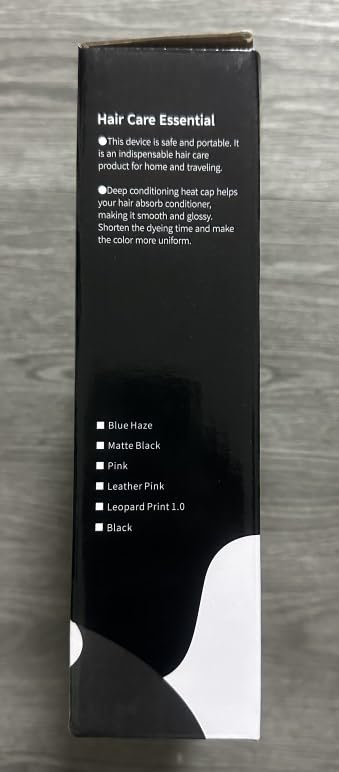 Hair Care Essential
●This device is safe and portable. It
is an indispensable hair care
product for home and traveling.
●Deep conditioning heat cap helps
your hair absorb conditioner,
making it smooth and glossy.
Shorten the dyeing time and make
the color more uniform.
■ Blue Haze
■ Matte Black
■ Pink
■ Leather Pink
■ Leopard Print 1.0
■ Black